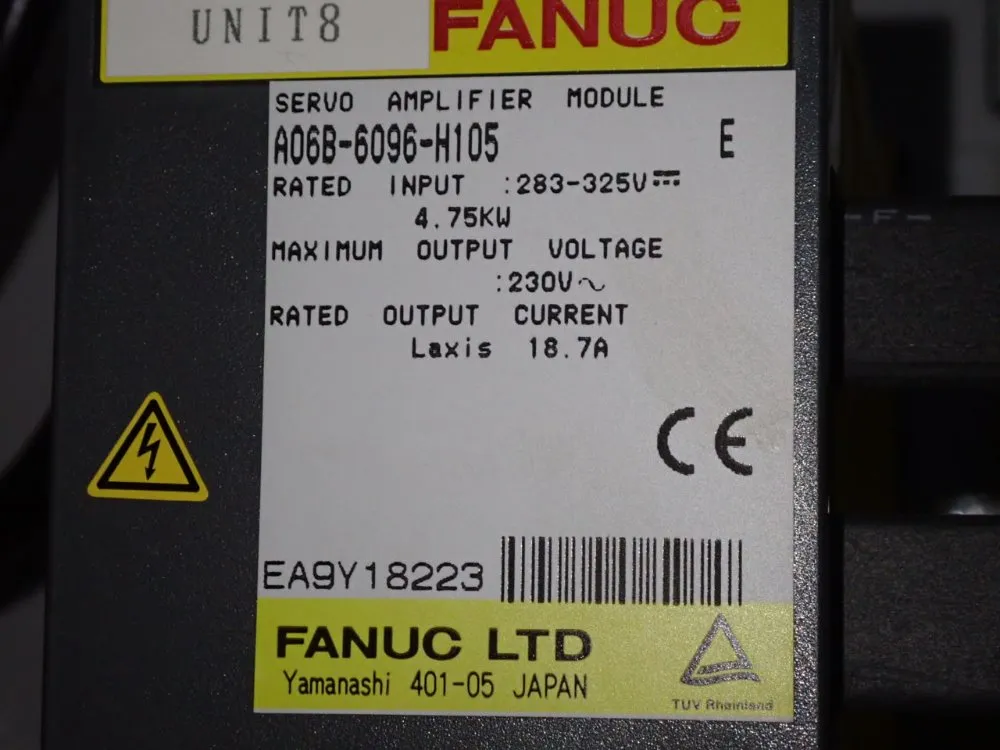 UNIT8
FANUC
SERVO AMPLIFIER MODULE
A06B-6096-H105 E
RATED INPUT :283-325V⎓
4.75KW
MAXIMUM OUTPUT VOLTAGE
:230V～
RATED OUTPUT CURRENT
Laxis 18.7A
-F-
CE
EA9Y18223
FANUC LTD
Yamanashi 401-05 JAPAN
TUV Rheinland